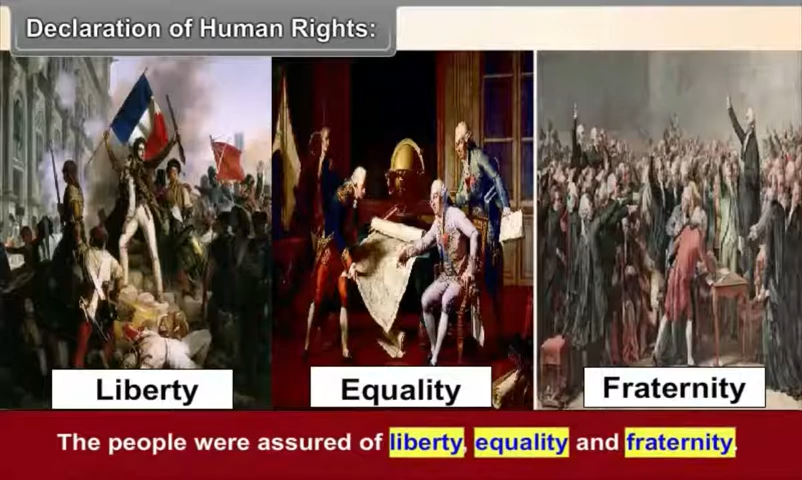 Declaration of Human Rights:
Liberty
Equality
Fraternity
The people were assured of liberty, equality and fraternity.